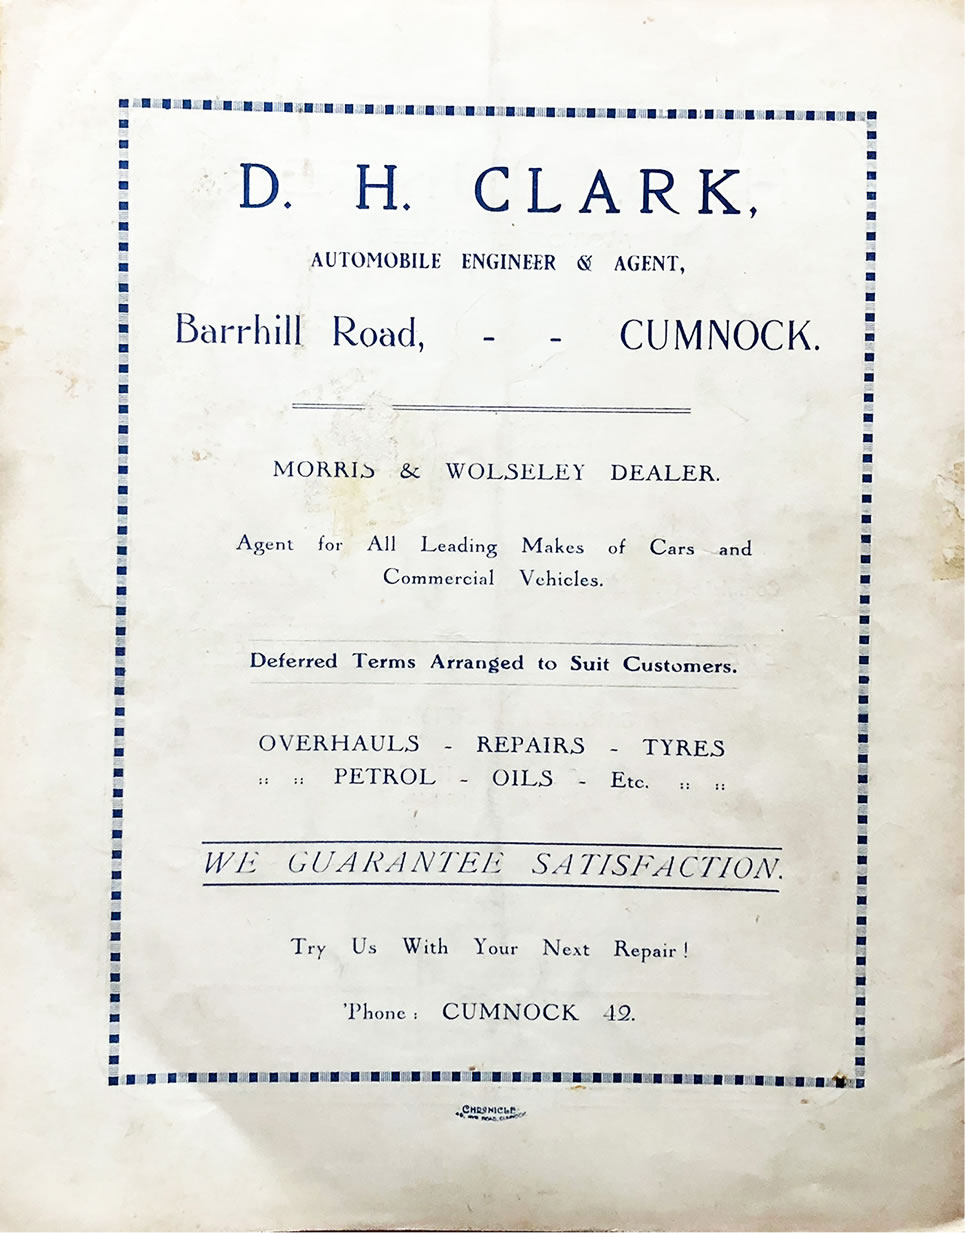 D. H. CLARK,
AUTOMOBILE ENGINEER & AGENT,
Barrhill Road, - - CUMNOCK.
MORRIS & WOLSELEY DEALER.
Agent for All Leading Makes of Cars and
Commercial Vehicles.
Deferred Terms Arranged to Suit Customers.
OVERHAULS - REPAIRS - TYRES
:: :: PETROL - OILS - Etc. :: ::
WE GUARANTEE SATISFACTION.
Try Us With Your Next Repair!
'Phone: CUMNOCK 42.
CHRONICLE
ROAD, CUMNOCK